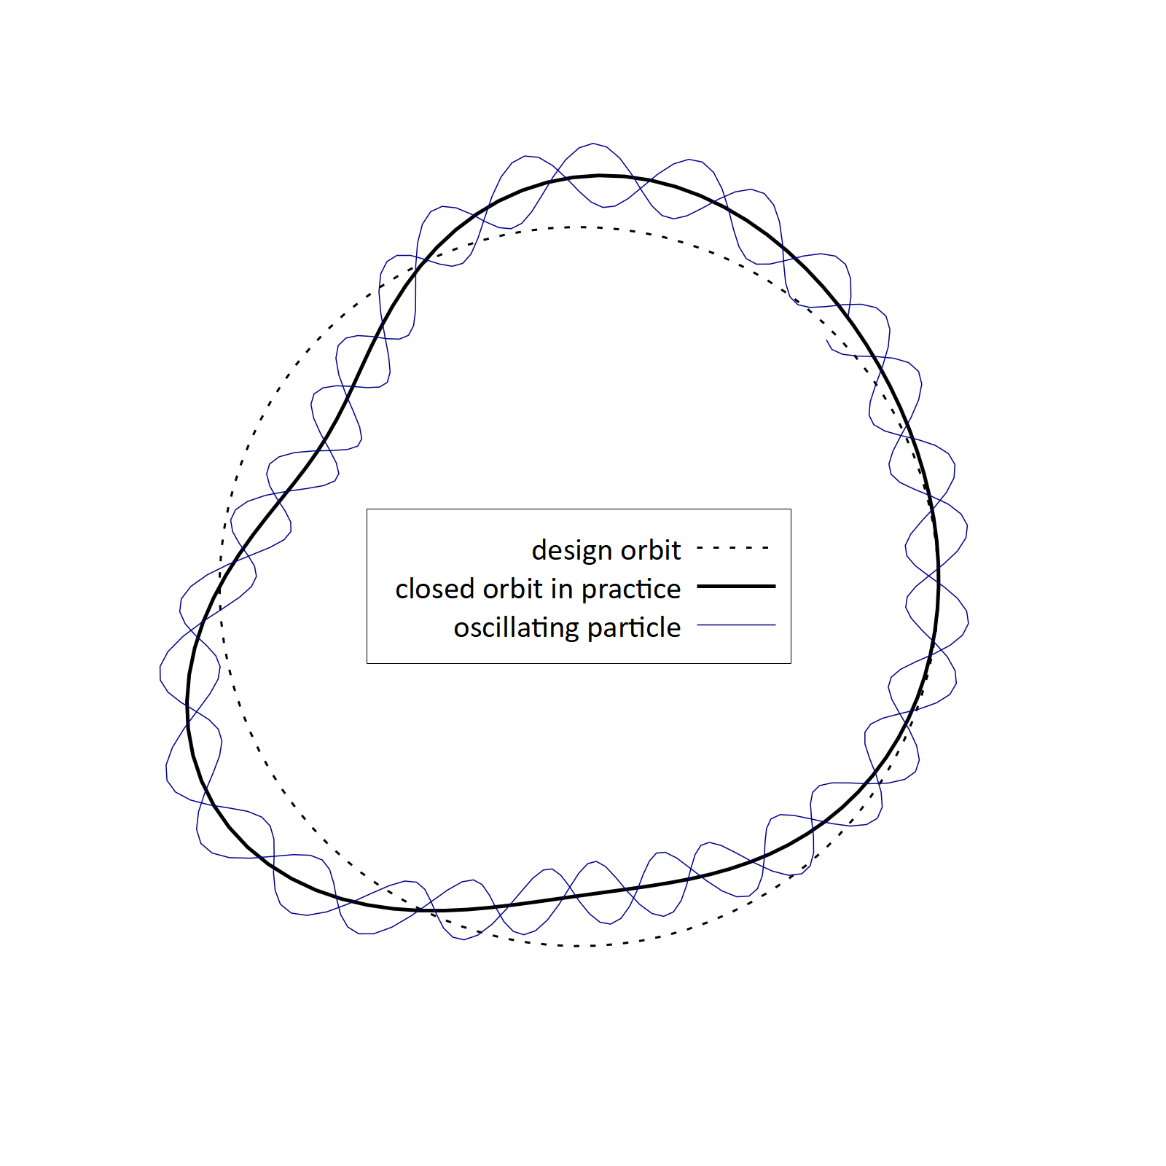 design orbit
closed orbit in practice
oscillating particle